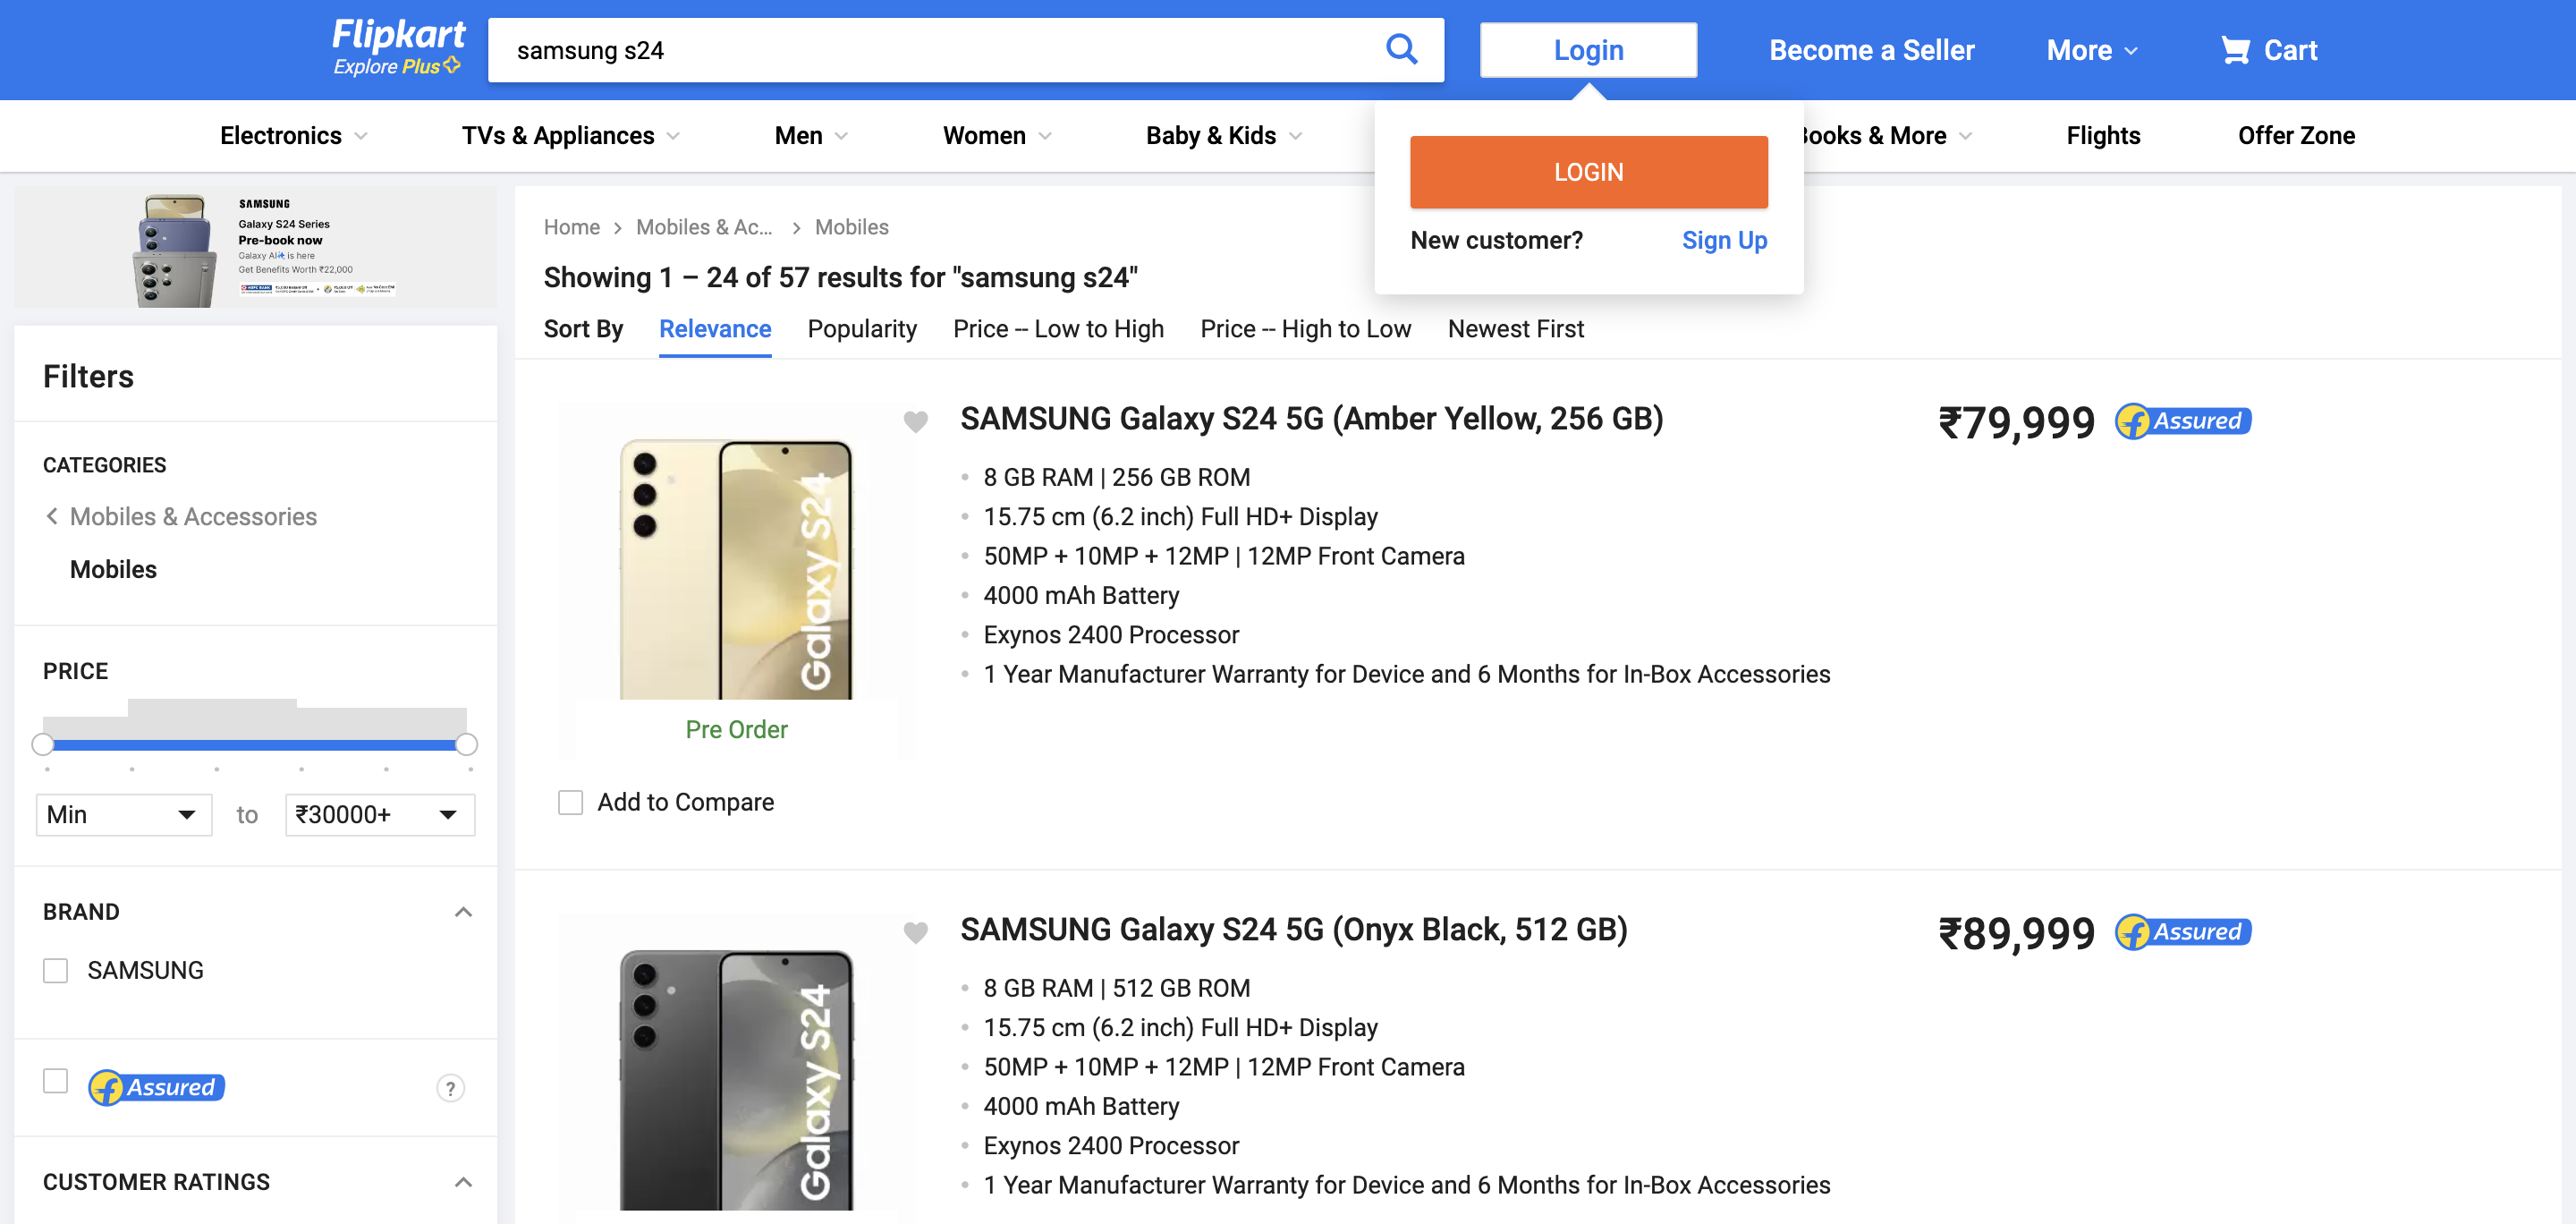 Flipkart
Explore Plus
samsung s24
Login
Become a Seller
More
Cart
Electronics
TVs & Appliances
Men
Women
Baby & Kids
ooks & More
Flights
Offer Zone
LOGIN
New customer?
Sign Up
SAMSUNG
Galaxy S24 Series
Pre-book now
Galaxy AI is here
Get Benefits Worth ₹22,000
Filters
CATEGORIES
Mobiles & Accessories
Mobiles
PRICE
Min
to
₹30000+
BRAND
SAMSUNG
Assured
?
CUSTOMER RATINGS
Home
Mobiles & Ac...
Mobiles
Showing 1 – 24 of 57 results for "samsung s24"
Sort By
Relevance
Popularity
Price -- Low to High
Price -- High to Low
Newest First
Galaxy S24
Pre Order
Add to Compare
SAMSUNG Galaxy S24 5G (Amber Yellow, 256 GB)
8 GB RAM | 256 GB ROM
15.75 cm (6.2 inch) Full HD+ Display
50MP + 10MP + 12MP | 12MP Front Camera
4000 mAh Battery
Exynos 2400 Processor
1 Year Manufacturer Warranty for Device and 6 Months for In-Box Accessories
₹79,999
Assured
Galaxy S24
SAMSUNG Galaxy S24 5G (Onyx Black, 512 GB)
8 GB RAM | 512 GB ROM
15.75 cm (6.2 inch) Full HD+ Display
50MP + 10MP + 12MP | 12MP Front Camera
4000 mAh Battery
Exynos 2400 Processor
1 Year Manufacturer Warranty for Device and 6 Months for In-Box Accessories
₹89,999
Assured